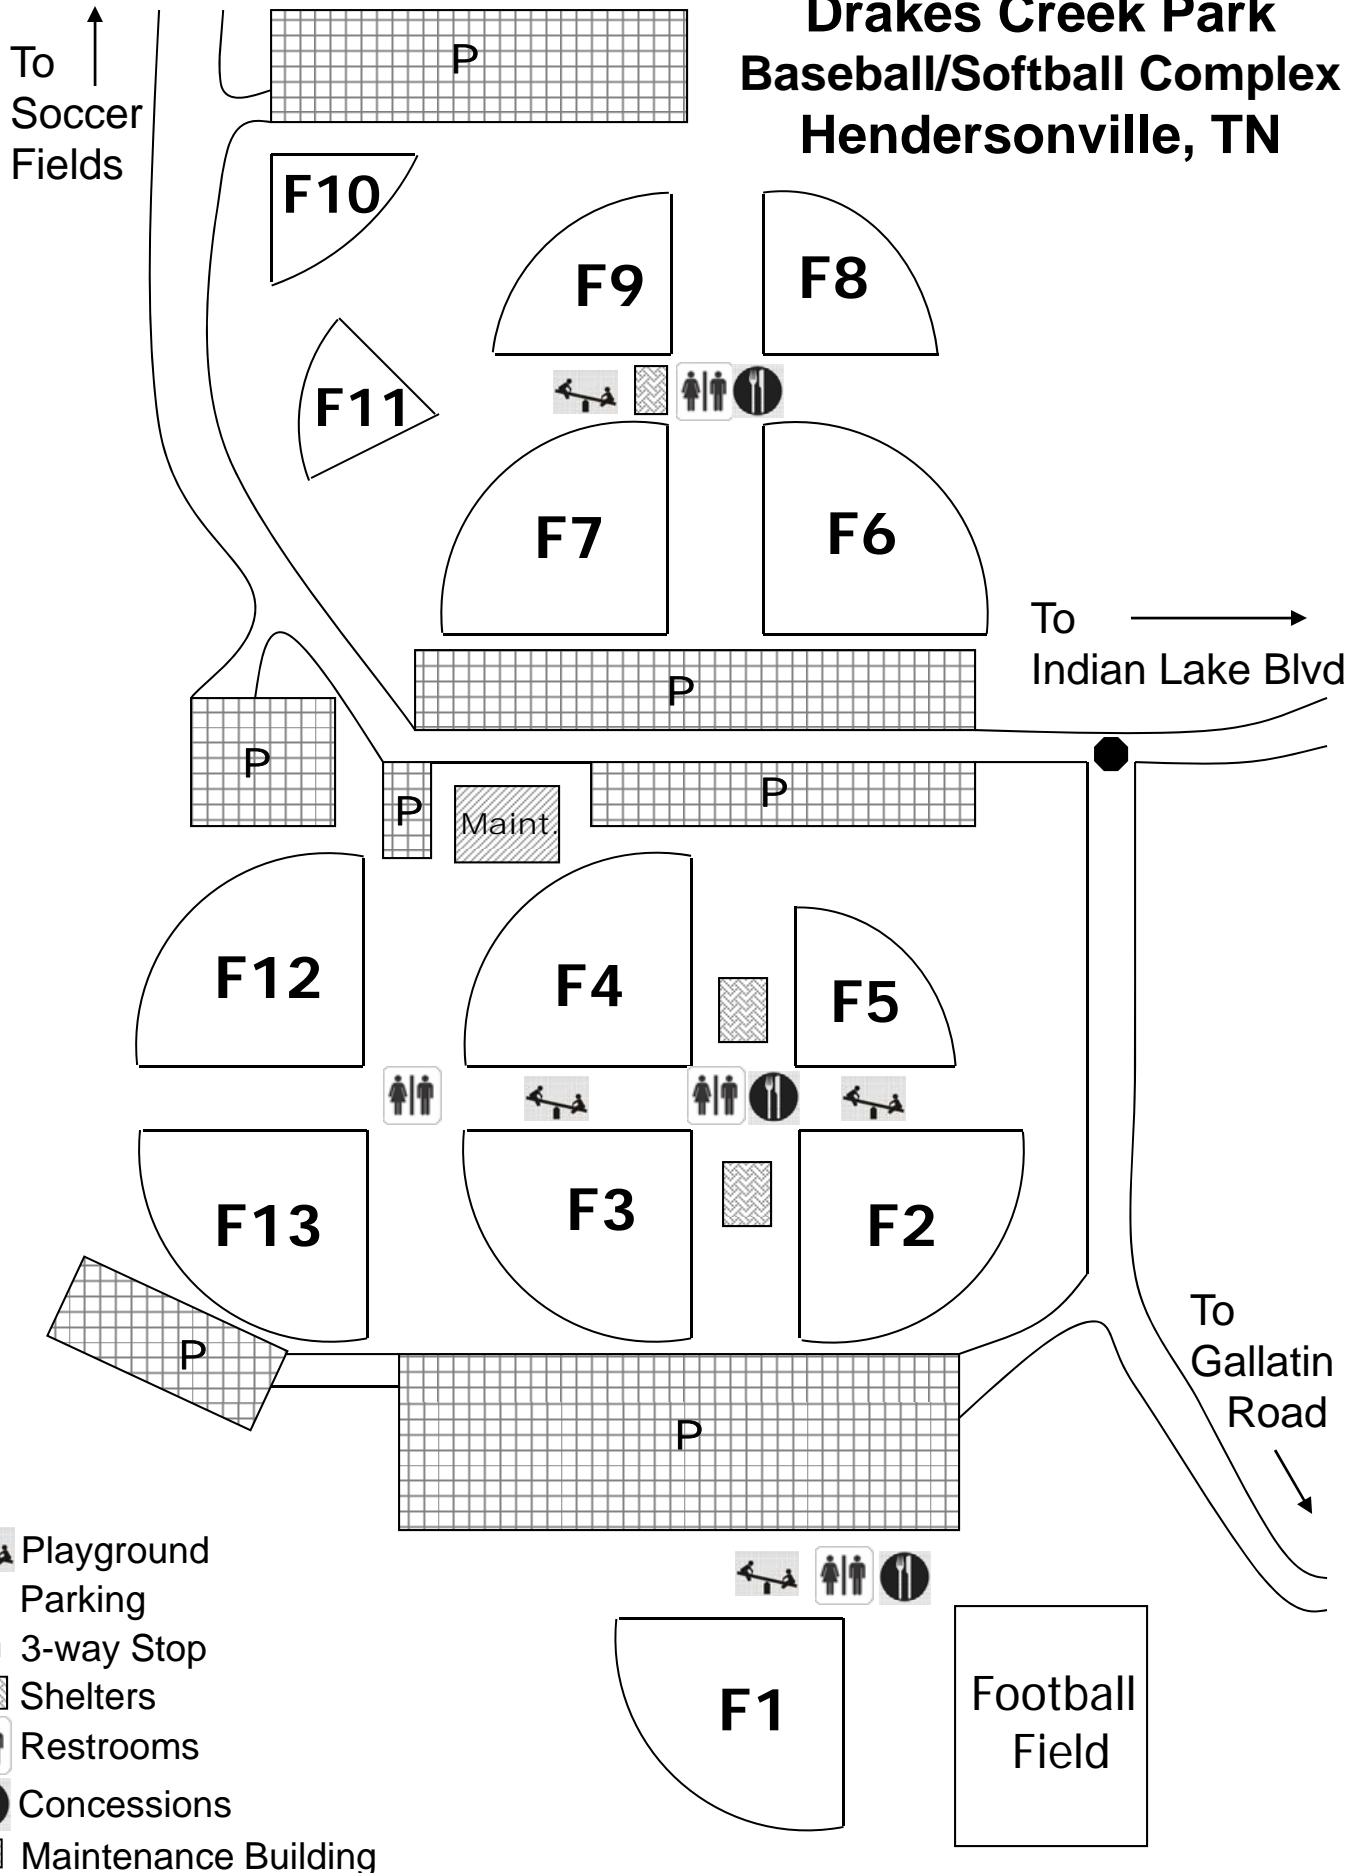 Drakes Creek Park
Baseball/Softball Complex
Hendersonville, TN
To
Soccer
Fields
P
F10
F9
F8
F11
F7
F6
To
Indian Lake Blvd
P
P
P
P
Maint.
F12
F4
F5
F13
F3
F2
To
Gallatin
Road
P
P
Playground
Parking
3-way Stop
Shelters
Restrooms
Concessions
Maintenance Building
F1
Football
Field